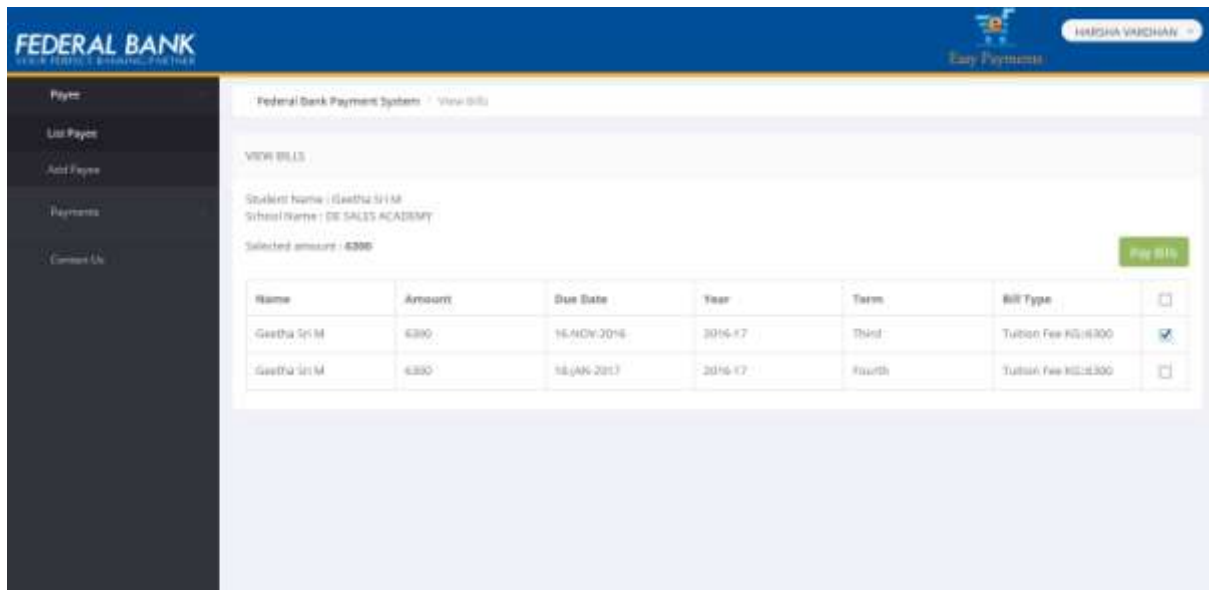 FEDERAL BANK
YOUR PERFECT BANKING PARTNER
Easy Payments
HARSHA VARDHAN
Payee
List Payee
Add Payee
Payments
Contact Us
Federal Bank Payment System / View Bills
VIEW BILLS
Student Name : Geetha Sri M
School Name : DE SALES ACADEMY
Selected amount : 6300
Pay Bills
Name Amount Due Date Year Term Bill Type
Geetha Sri M 6300 16-NOV-2016 2016-17 Third Tuition Fee KG:6300
Geetha Sri M 6300 18-JAN-2017 2016-17 Fourth Tuition Fee KG:6300